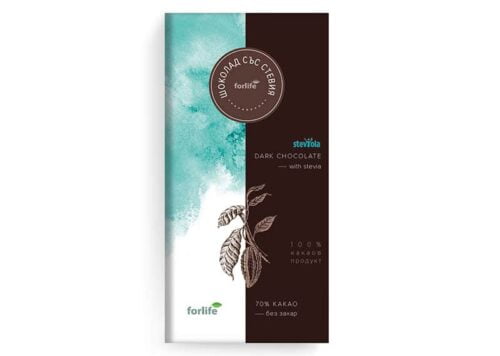 ШОКОЛАД СЪС СТЕВИЯ
forlife
steviola
DARK CHOCOLATE
with stevia
100%
какаов
продукт
70% КАКАО
без захар
forlife